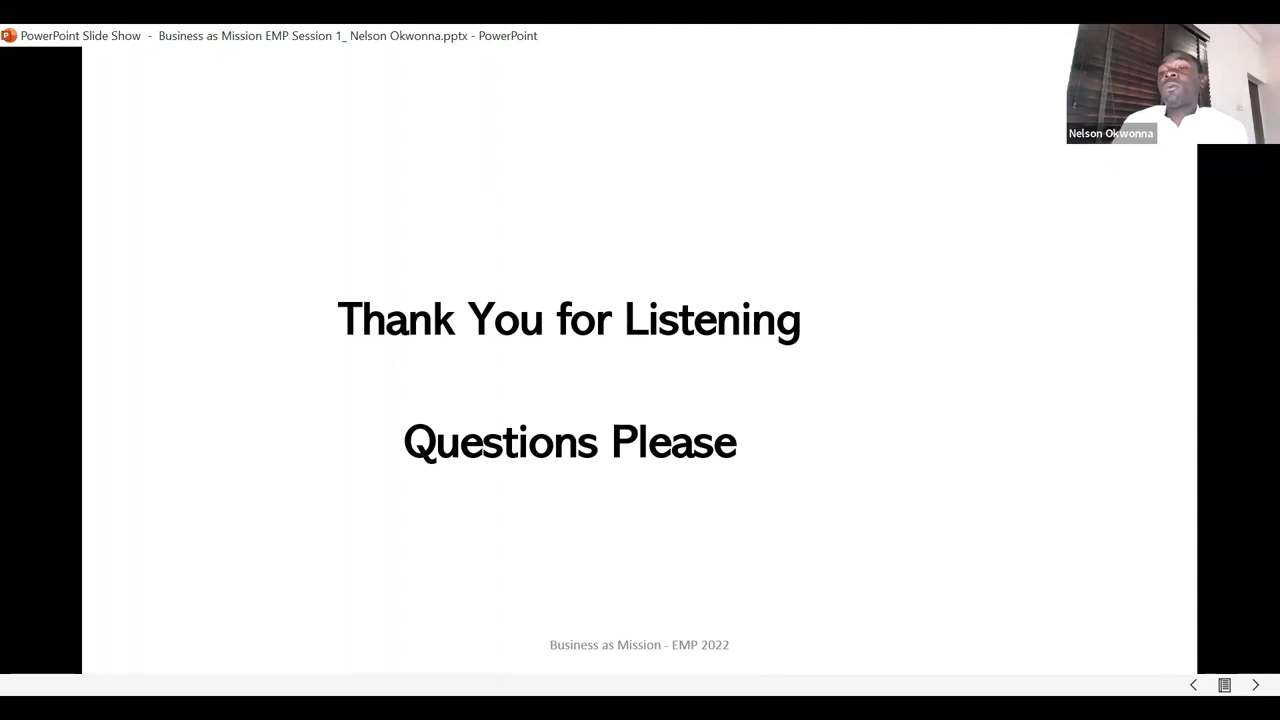 PowerPoint Slide Show - Business as Mission EMP Session 1_ Nelson Okwonna.pptx - PowerPoint
Nelson Okwonna
Thank You for Listening
Questions Please
Business as Mission - EMP 2022